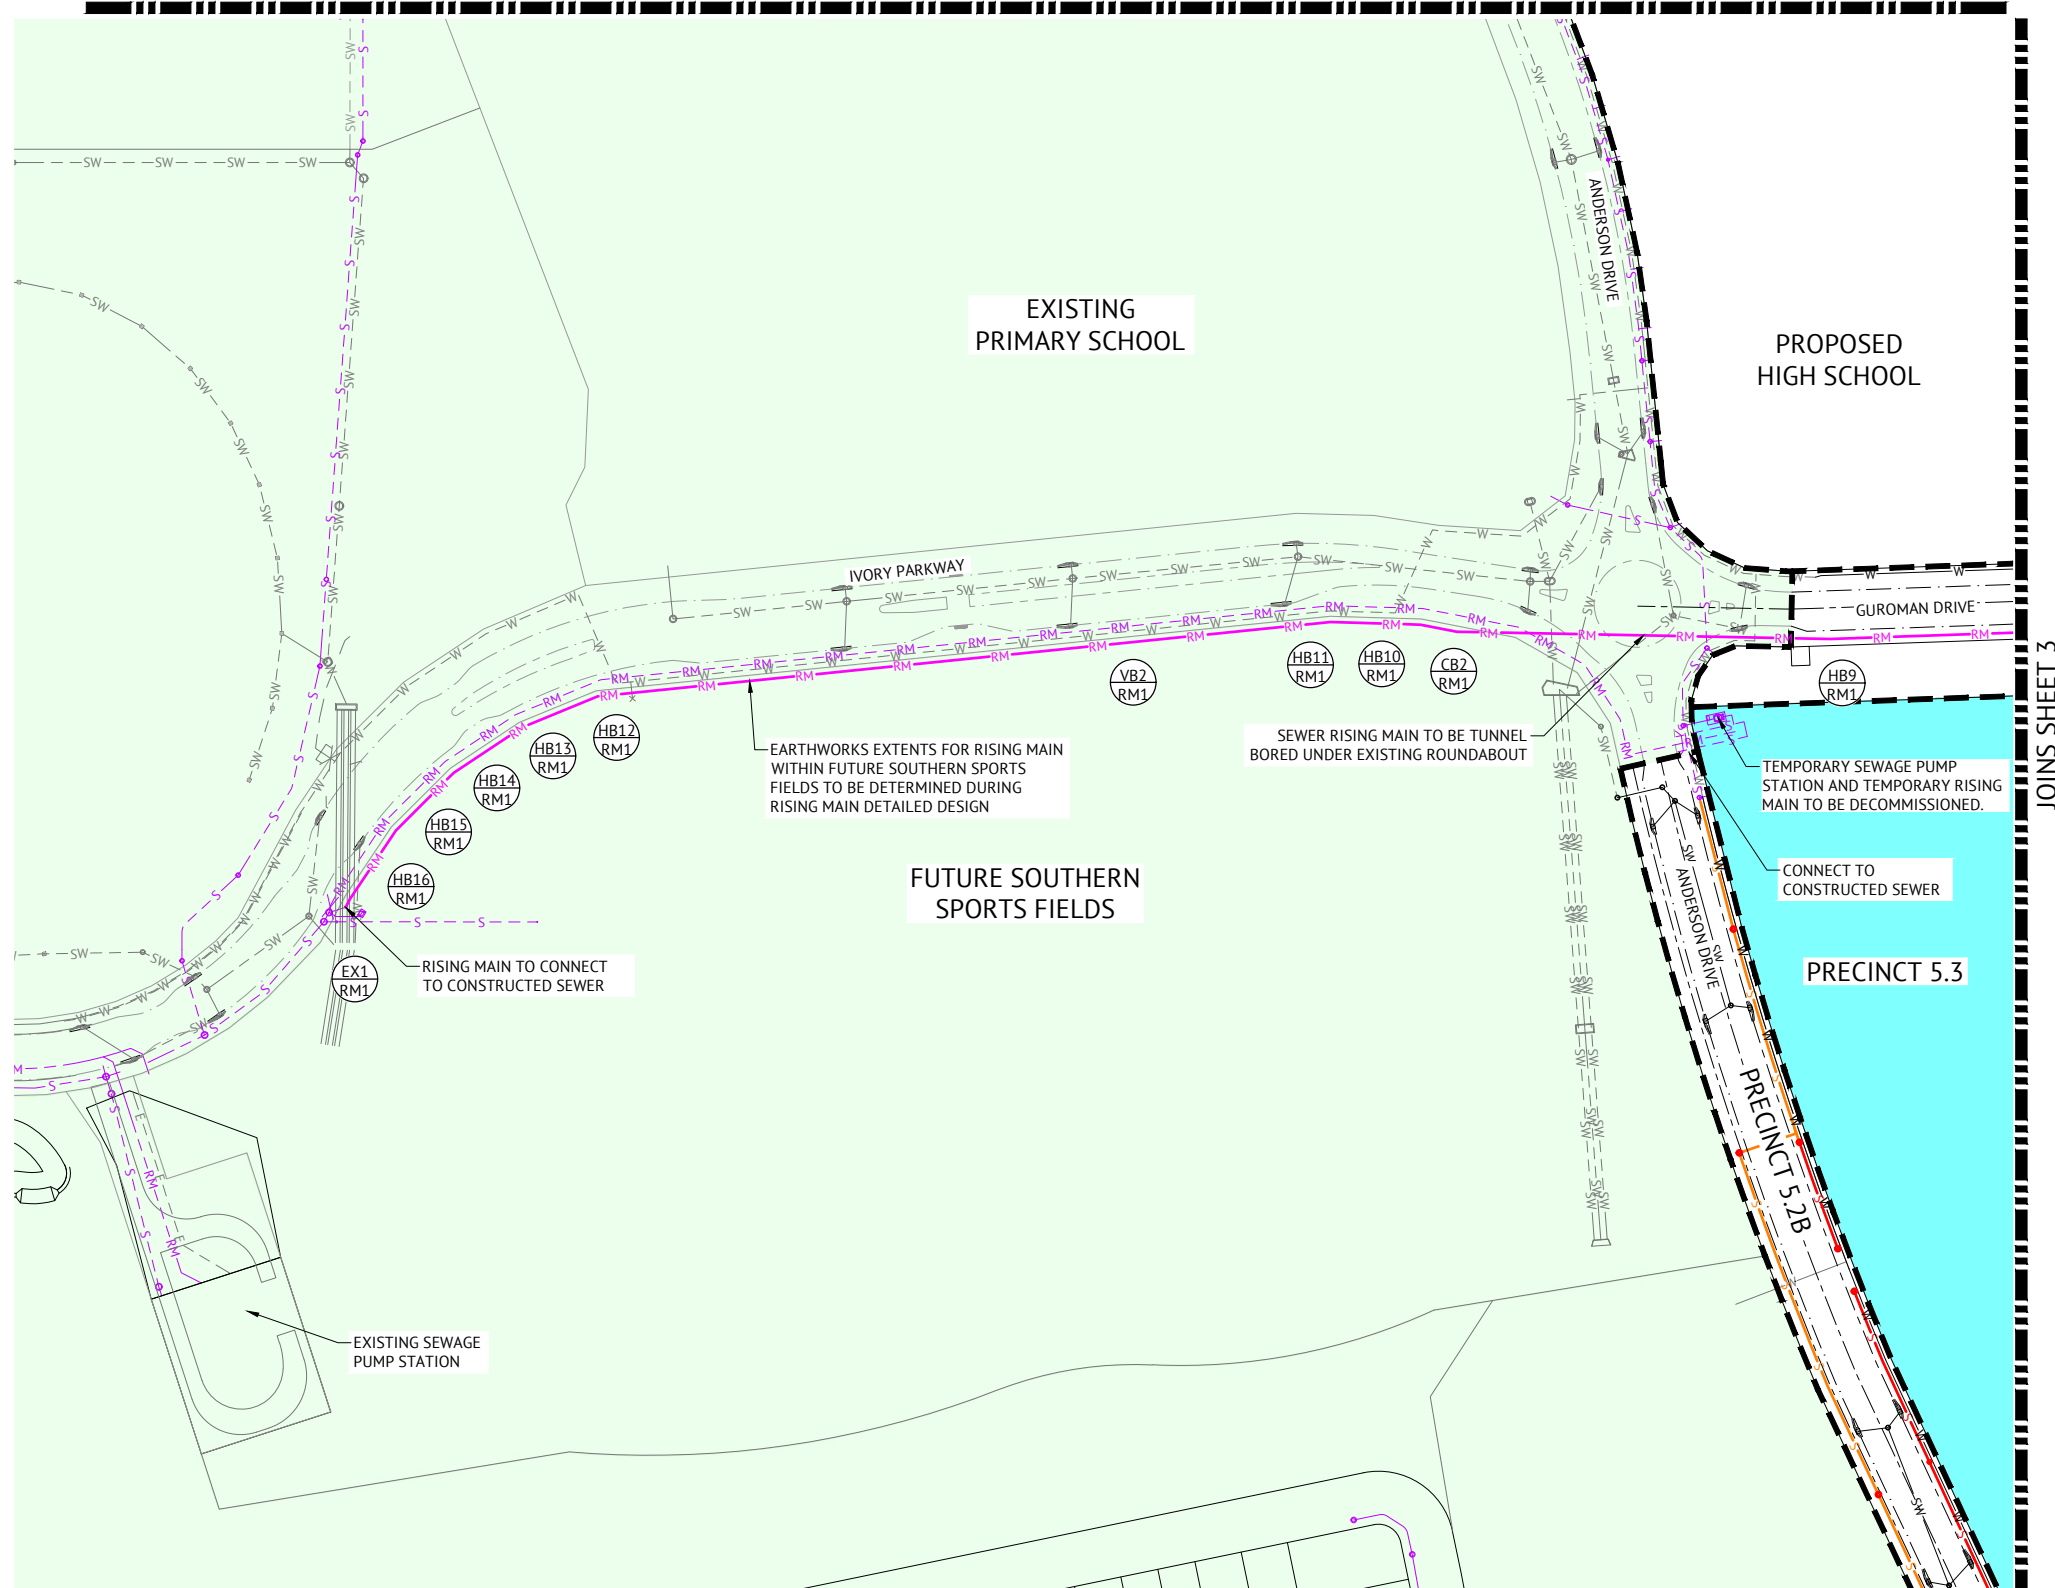 EXISTING
PRIMARY SCHOOL
PROPOSED
HIGH SCHOOL
ANDERSON DRIVE
IVORY PARKWAY
GUROMAN DRIVE
JOINS SHEET 3
HB9
RM1
CB2
RM1
HB10
RM1
HB11
RM1
VB2
RM1
HB12
RM1
HB13
RM1
HB14
RM1
HB15
RM1
HB16
RM1
EX1
RM1
EARTHWORKS EXTENTS FOR RISING MAIN
WITHIN FUTURE SOUTHERN SPORTS
FIELDS TO BE DETERMINED DURING
RISING MAIN DETAILED DESIGN
SEWER RISING MAIN TO BE TUNNEL
BORED UNDER EXISTING ROUNDABOUT
TEMPORARY SEWAGE PUMP
STATION AND TEMPORARY RISING
MAIN TO BE DECOMMISSIONED.
CONNECT TO
CONSTRUCTED SEWER
FUTURE SOUTHERN
SPORTS FIELDS
ANDERSON DRIVE
PRECINCT 5.3
RISING MAIN TO CONNECT
TO CONSTRUCTED SEWER
PRECINCT 5.2B
EXISTING SEWAGE
PUMP STATION